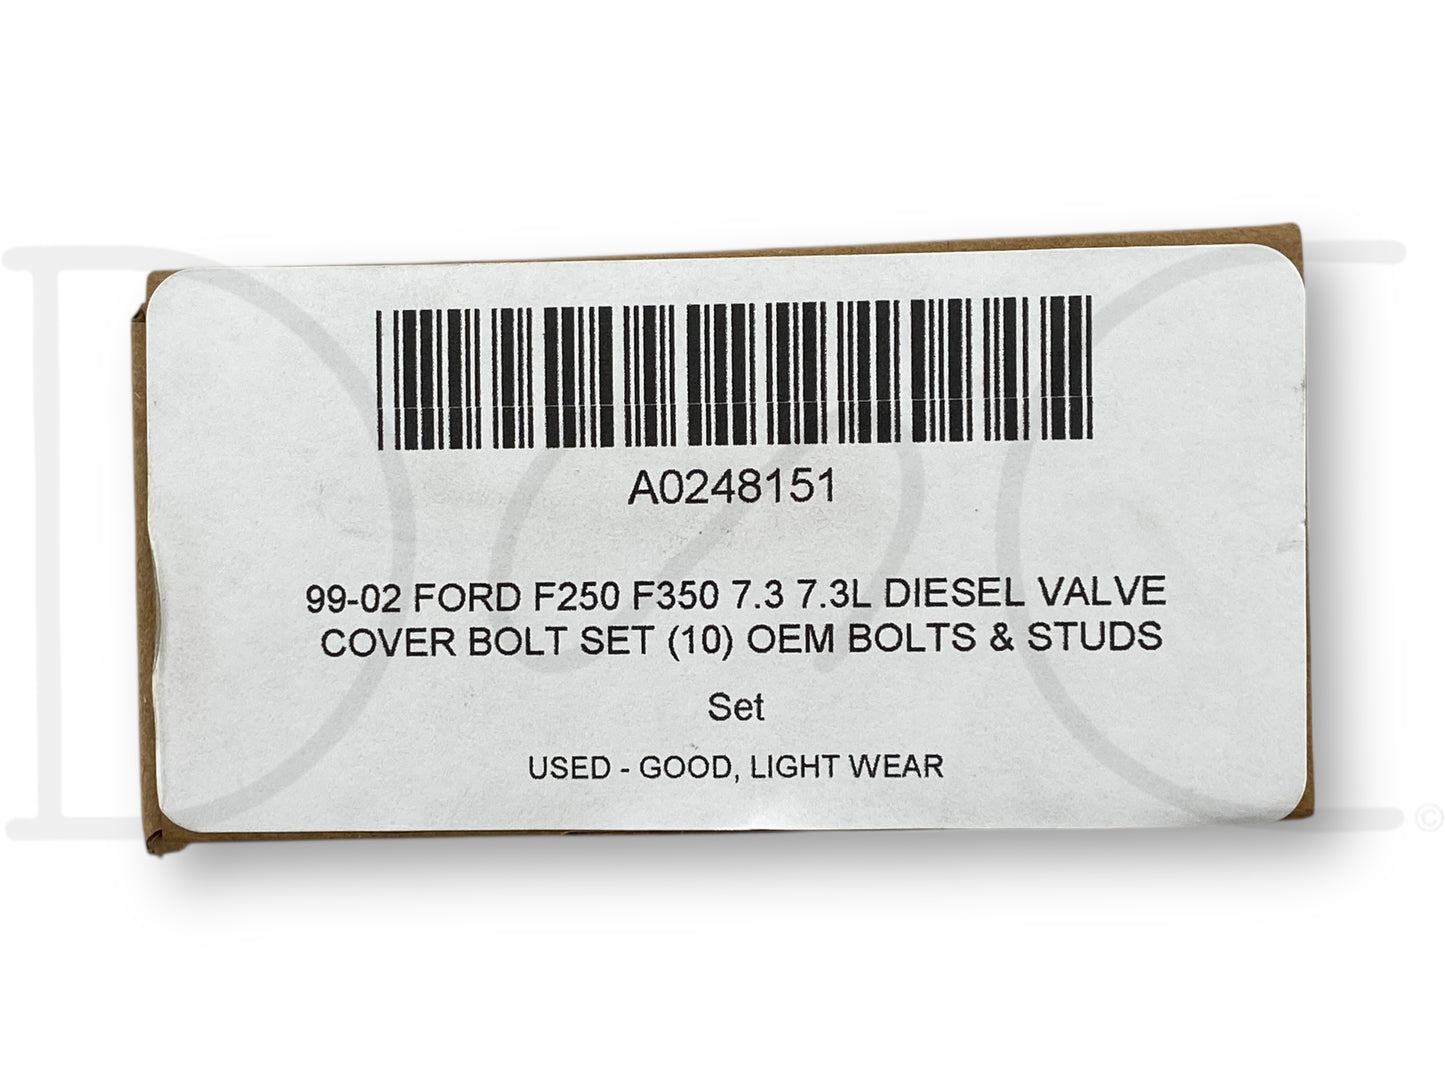 A0248151
99-02 FORD F250 F350 7.3 7.3L DIESEL VALVE
COVER BOLT SET (10) OEM BOLTS & STUDS
Set
USED - GOOD, LIGHT WEAR
©